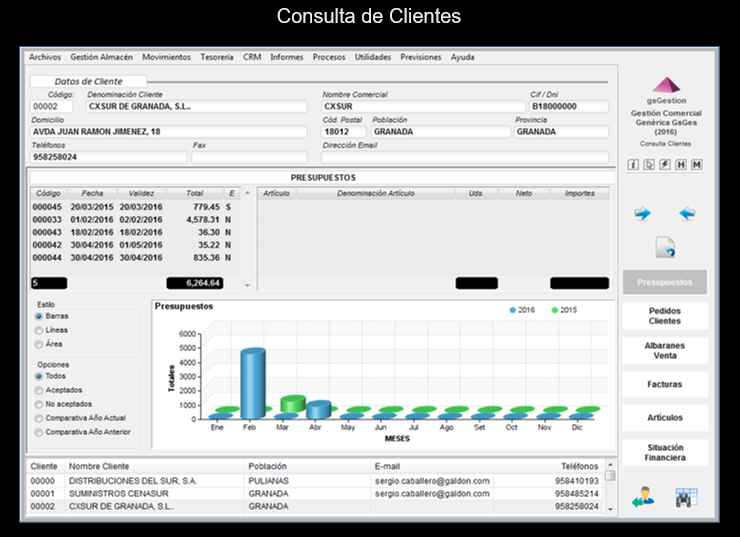 Consulta de Clientes
Archivos Gestión Almacén Movimientos Tesorería CRM Informes Procesos Utilidades Previsiones Ayuda
Datos de Cliente
Código: Denominación Cliente Nombre Comercial Cif / Dni
00002 CXSUR DE GRANADA, S.L.. CXSUR B18000000
Domicilio Cód. Postal Población Provincia
AVDA JUAN RAMON JIMENEZ, 18 18012 GRANADA GRANADA
Teléfonos Fax Dirección Email
958258024
PRESUPUESTOS
Código Fecha Validez Total E Artículo Denominación Artículo Uds. Neto Importes
000045 20/03/2015 20/03/2016 779.45 S
000033 01/02/2016 02/02/2016 4,578.31 N
000043 18/02/2016 18/02/2016 36.30 N
000042 30/04/2016 01/05/2016 35.22 N
000044 30/04/2016 30/04/2016 835.36 N
5 6,264.64
Estilo
Barras
Líneas
Área
Opciones
Todos
Aceptados
No aceptados
Comparativa Año Actual
Comparativa Año Anterior
Presupuestos
2016 2015
Totales
6000
5000
4000
3000
2000
1000
0
Ene Feb Mar Abr May Jun Jul Ago Sep Oct Nov Dic
MESES
Cliente Nombre Cliente Población E-mail Teléfonos
00000 DISTRIBUCIONES DEL SUR, S.A. PULIANAS sergio.caballero@galdon.com 958410193
00001 SUMINISTROS CENASUR GRANADA sergio.caballero@galdon.com 958485214
00002 CXSUR DE GRANADA, S.L.. GRANADA 958258024
gsGestion
Gestión Comercial
Genérica GsGes
(2016)
Consulta Clientes
i H M
Presupuestos
Pedidos
Clientes
Albaranes
Venta
Facturas
Artículos
Situación
Financiera